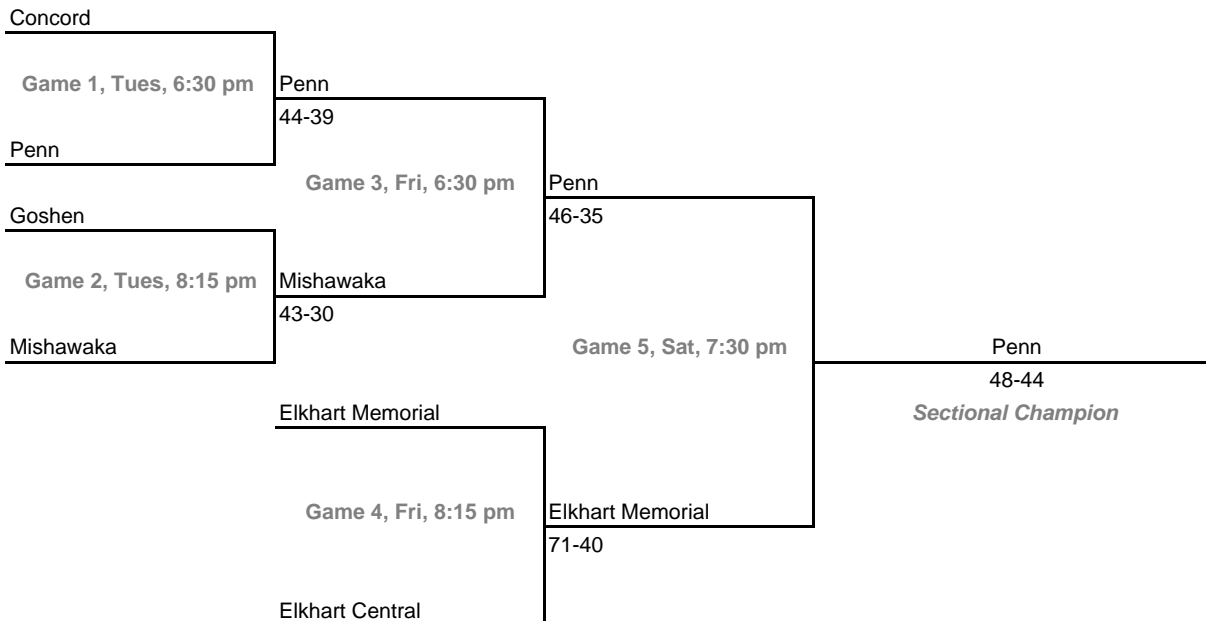 Concord
Game 1, Tues, 6:30 pm
Penn
44-39
Penn
Game 3, Fri, 6:30 pm
Penn
46-35
Goshen
Game 2, Tues, 8:15 pm
Mishawaka
43-30
Mishawaka
Game 5, Sat, 7:30 pm
Penn
48-44
Sectional Champion
Elkhart Memorial
Game 4, Fri, 8:15 pm
Elkhart Memorial
71-40
Elkhart Central